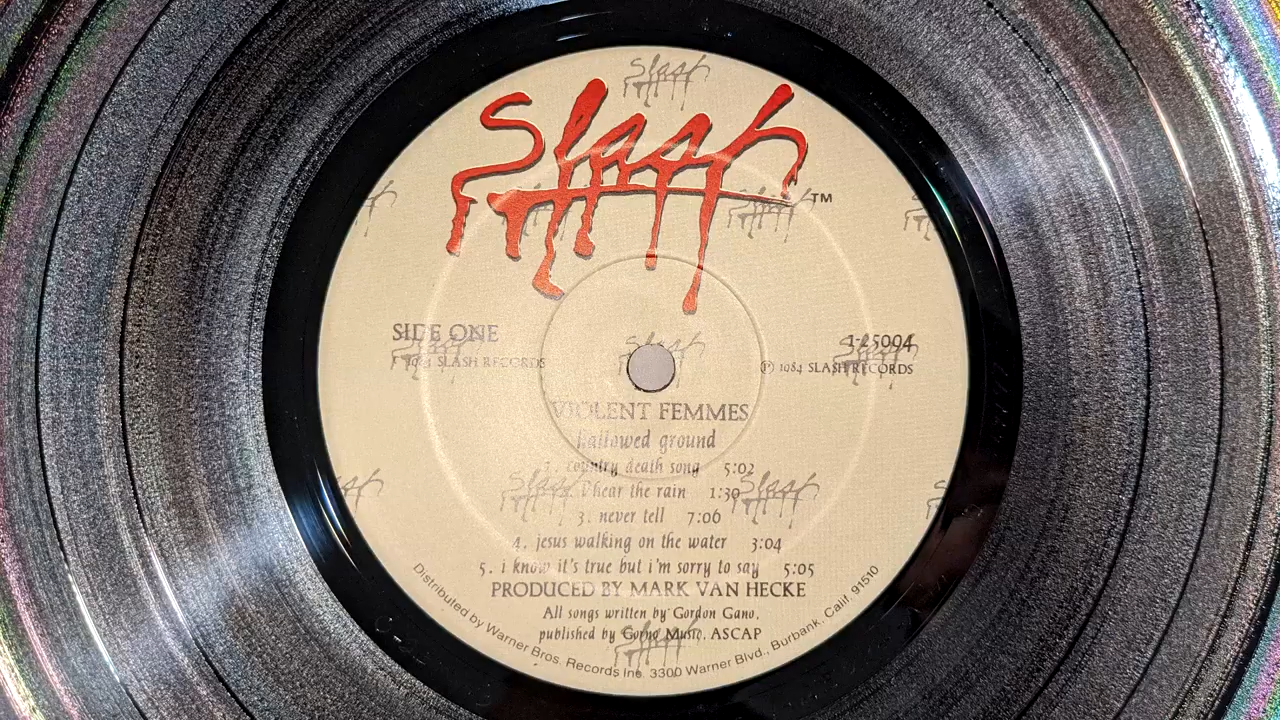 Slash
Slash™
SIDE ONE
1-25094
1984 SLASH RECORDS
Ⓟ 1984 SLASH RECORDS
VIOLENT FEMMES
hallowed ground
1. country death song 5:02
i hear the rain 1:30
3. never tell 7:06
4. jesus walking on the water 3:04
5. i know it's true but i'm sorry to say 5:05
PRODUCED BY MARK VAN HECKE
All songs written by Gordon Gano,
published by Gorno Music, ASCAP
Distributed by Warner Bros. Records Inc. 3300 Warner Blvd., Burbank, Calif. 91510